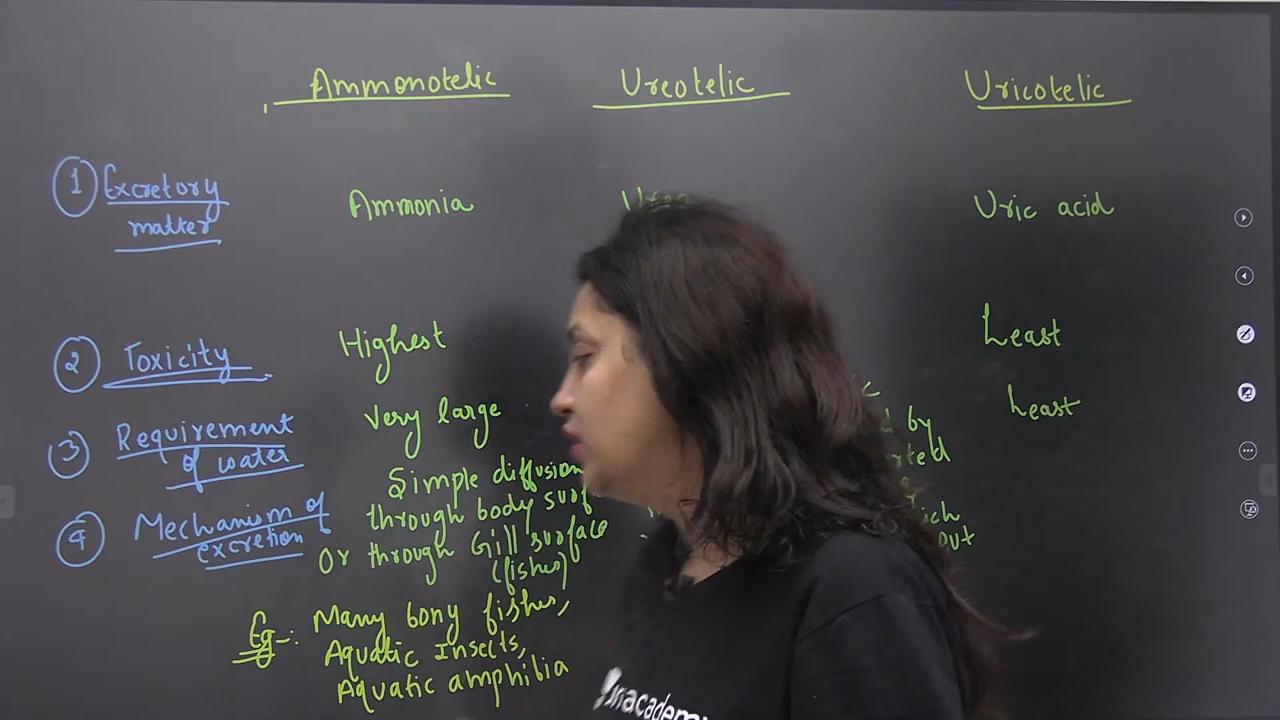 Ammonotelic Ureotelic Uricotelic
1 Excretory
matter
Ammonia
Uric acid
2 Toxicity
Highest
Least
3 Requirement
of water
Very large
Least
4 Mechanism of
excretion
Simple diffusion
through body
Or through Gill surface
(fishes)
by
Eg-: Many bony fishes,
Aquatic Insects,
Aquatic amphibia